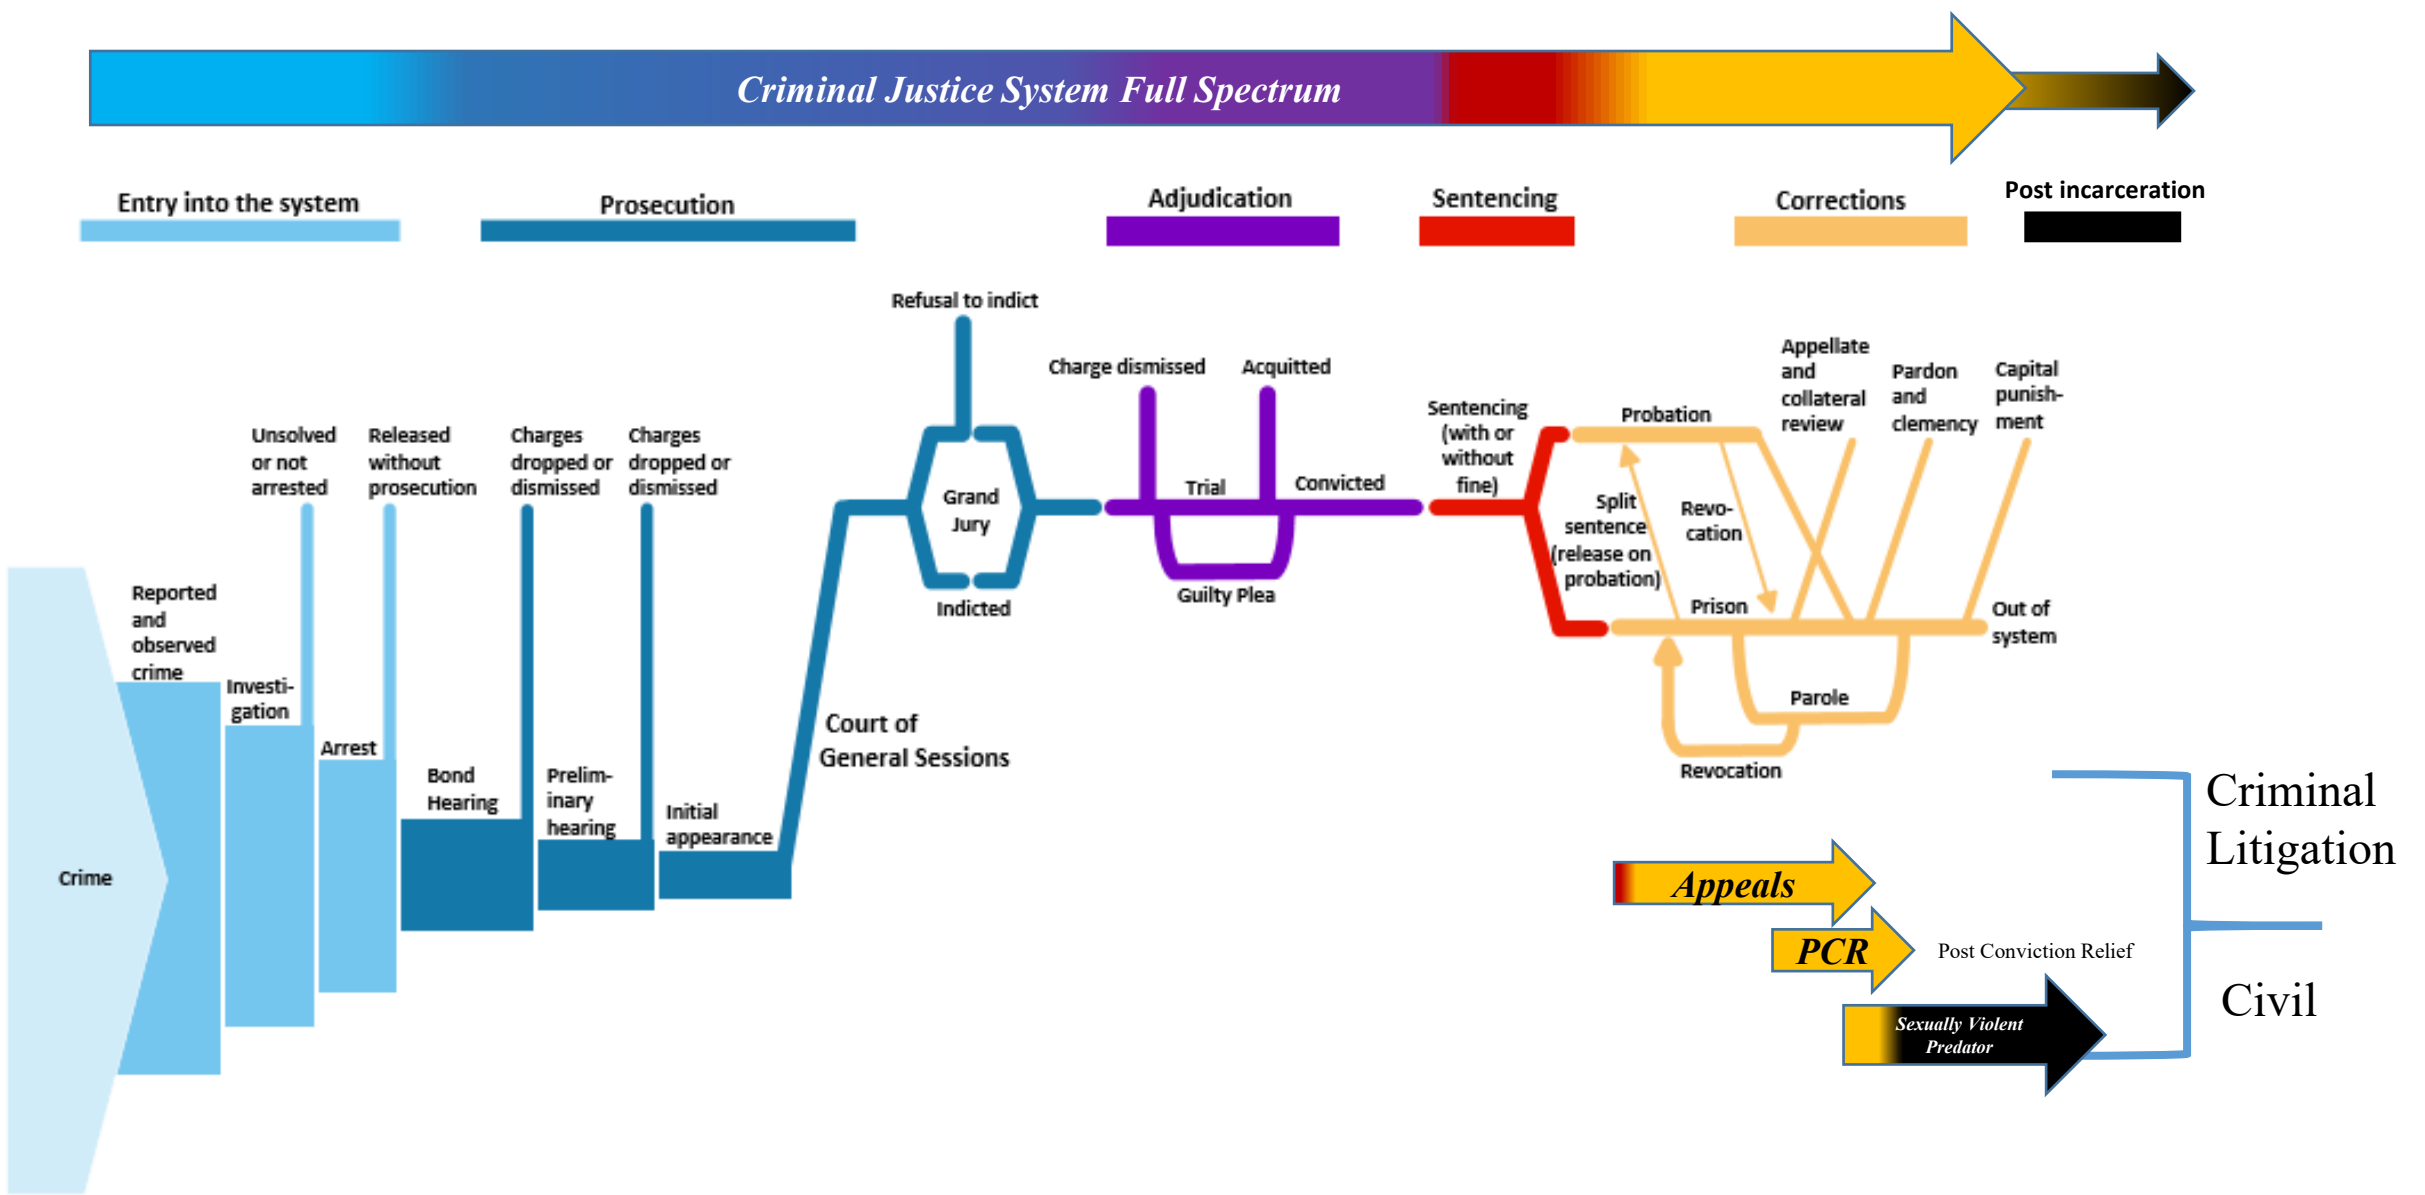 Criminal Justice System Full Spectrum
Entry into the system
Prosecution
Adjudication
Sentencing
Corrections
Post incarceration
Refusal to indict
Charge dismissed
Acquitted
Unsolved
or not
arrested
Released
without
prosecution
Charges
dropped or
dismissed
Charges
dropped or
dismissed
Grand
Jury
Indicted
Trial
Convicted
Guilty Plea
Sentencing
(with or
without
fine)
Probation
Appellate
and
collateral
review
Pardon
and
clemency
Capital
punish-
ment
Split
sentence
(release on
probation)
Revo-
cation
Prison
Out of
system
Parole
Revocation
Crime
Reported
and
observed
crime
Investi-
gation
Arrest
Bond
Hearing
Prelim-
inary
hearing
Initial
appearance
Court of
General Sessions
Appeals
PCR
Post Conviction Relief
Sexually Violent
Predator
Criminal
Litigation
Civil